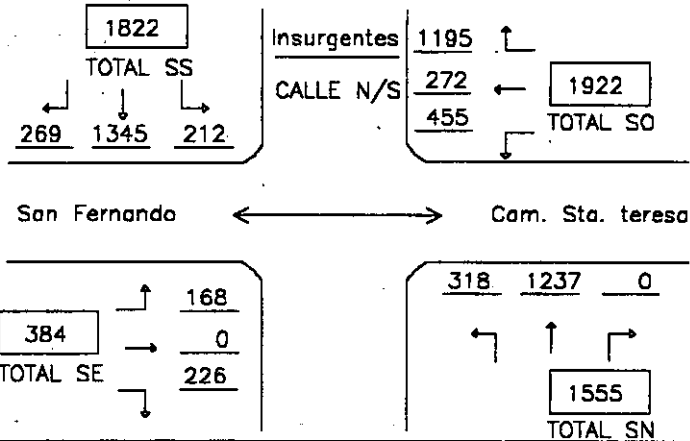 1822
TOTAL SS
269 1345 212
Insurgentes
CALLE N/S
1195
272
455
1922
TOTAL SO
San Fernando
Cam. Sta. teresa
168
0
226
384
TOTAL SE
318 1237 0
1555
TOTAL SN